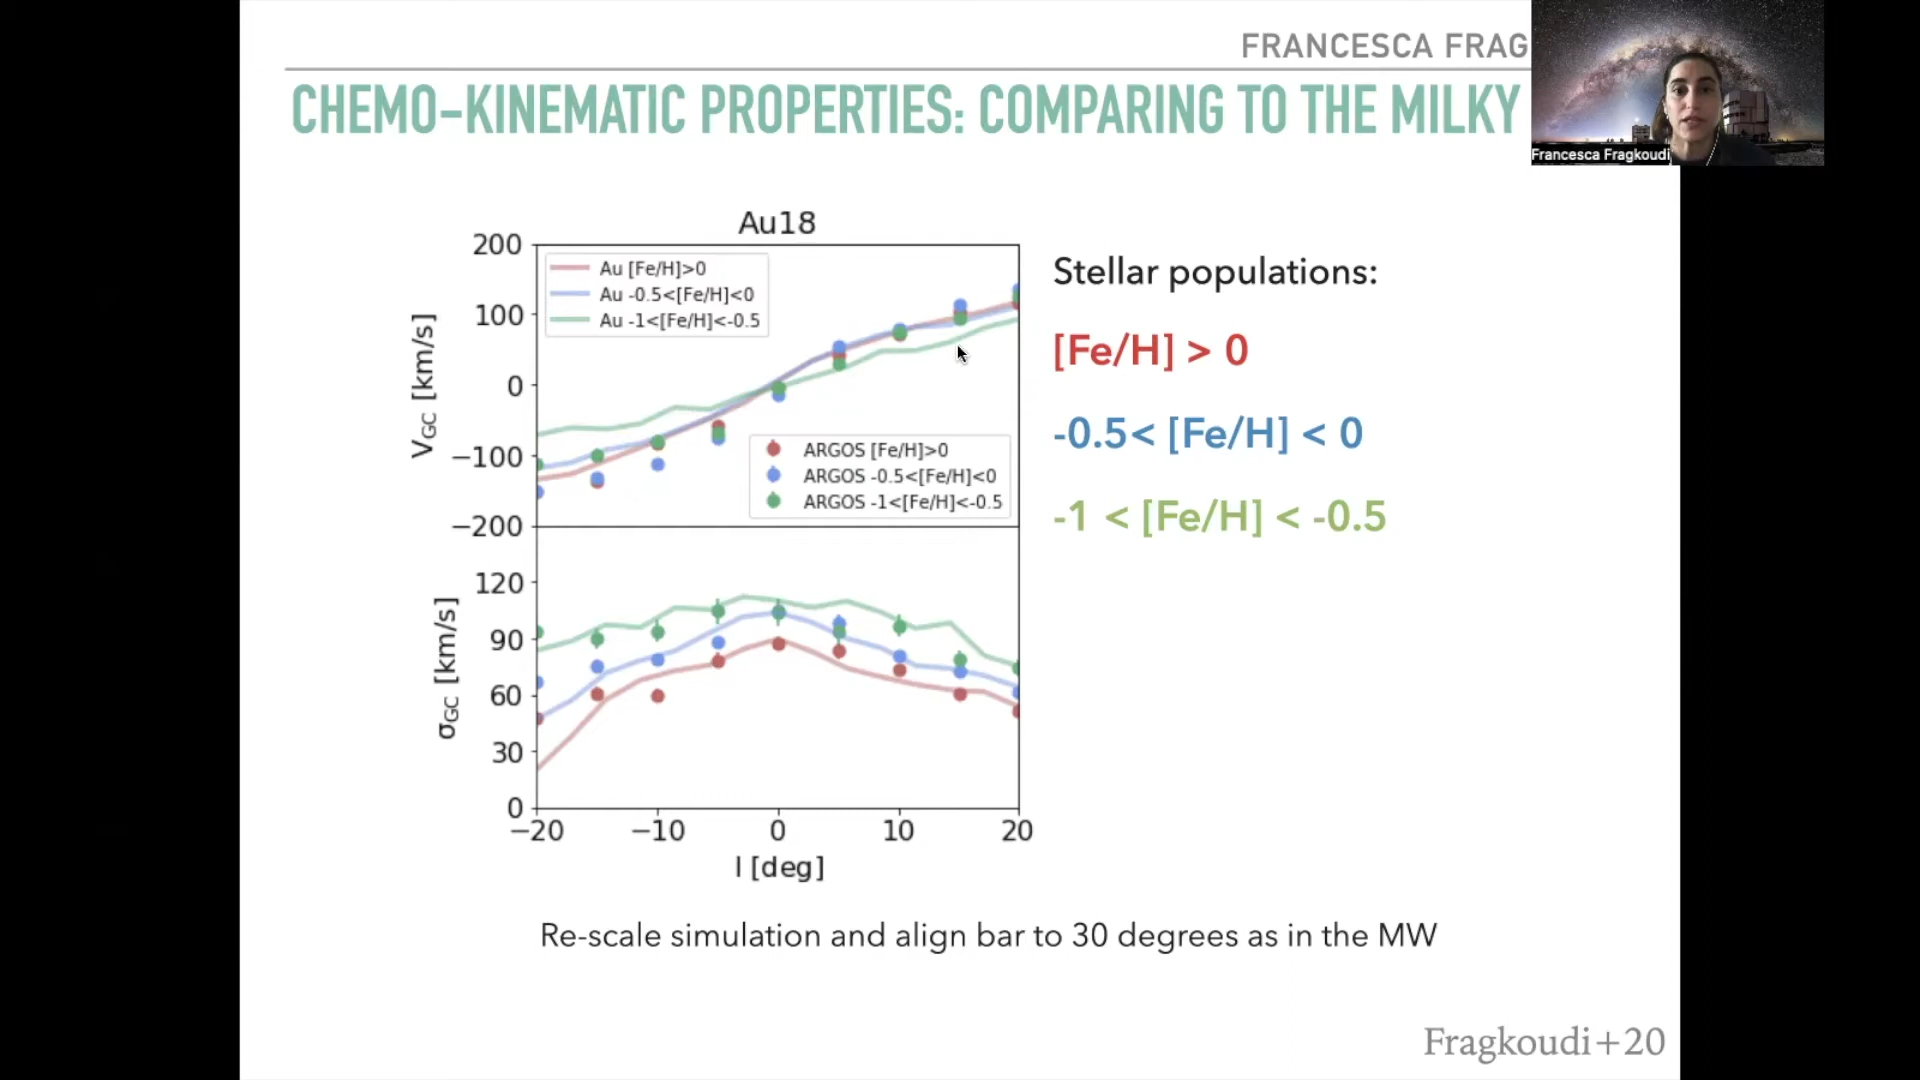 FRANCESCA FRAG
CHEMO-KINEMATIC PROPERTIES: COMPARING TO THE MILKY
Francesca Fragkoudi
Au18
200
100
0
−100
−200
V_GC [km/s]
Au [Fe/H]>0
Au -0.5<[Fe/H]<0
Au -1<[Fe/H]<-0.5
ARGOS [Fe/H]>0
ARGOS -0.5<[Fe/H]<0
ARGOS -1<[Fe/H]<-0.5
120
90
60
30
0
σ_GC [km/s]
−20 −10 0 10 20
l [deg]
Stellar populations:
[Fe/H] > 0
-0.5< [Fe/H] < 0
-1 < [Fe/H] < -0.5
Re-scale simulation and align bar to 30 degrees as in the MW
Fragkoudi+20